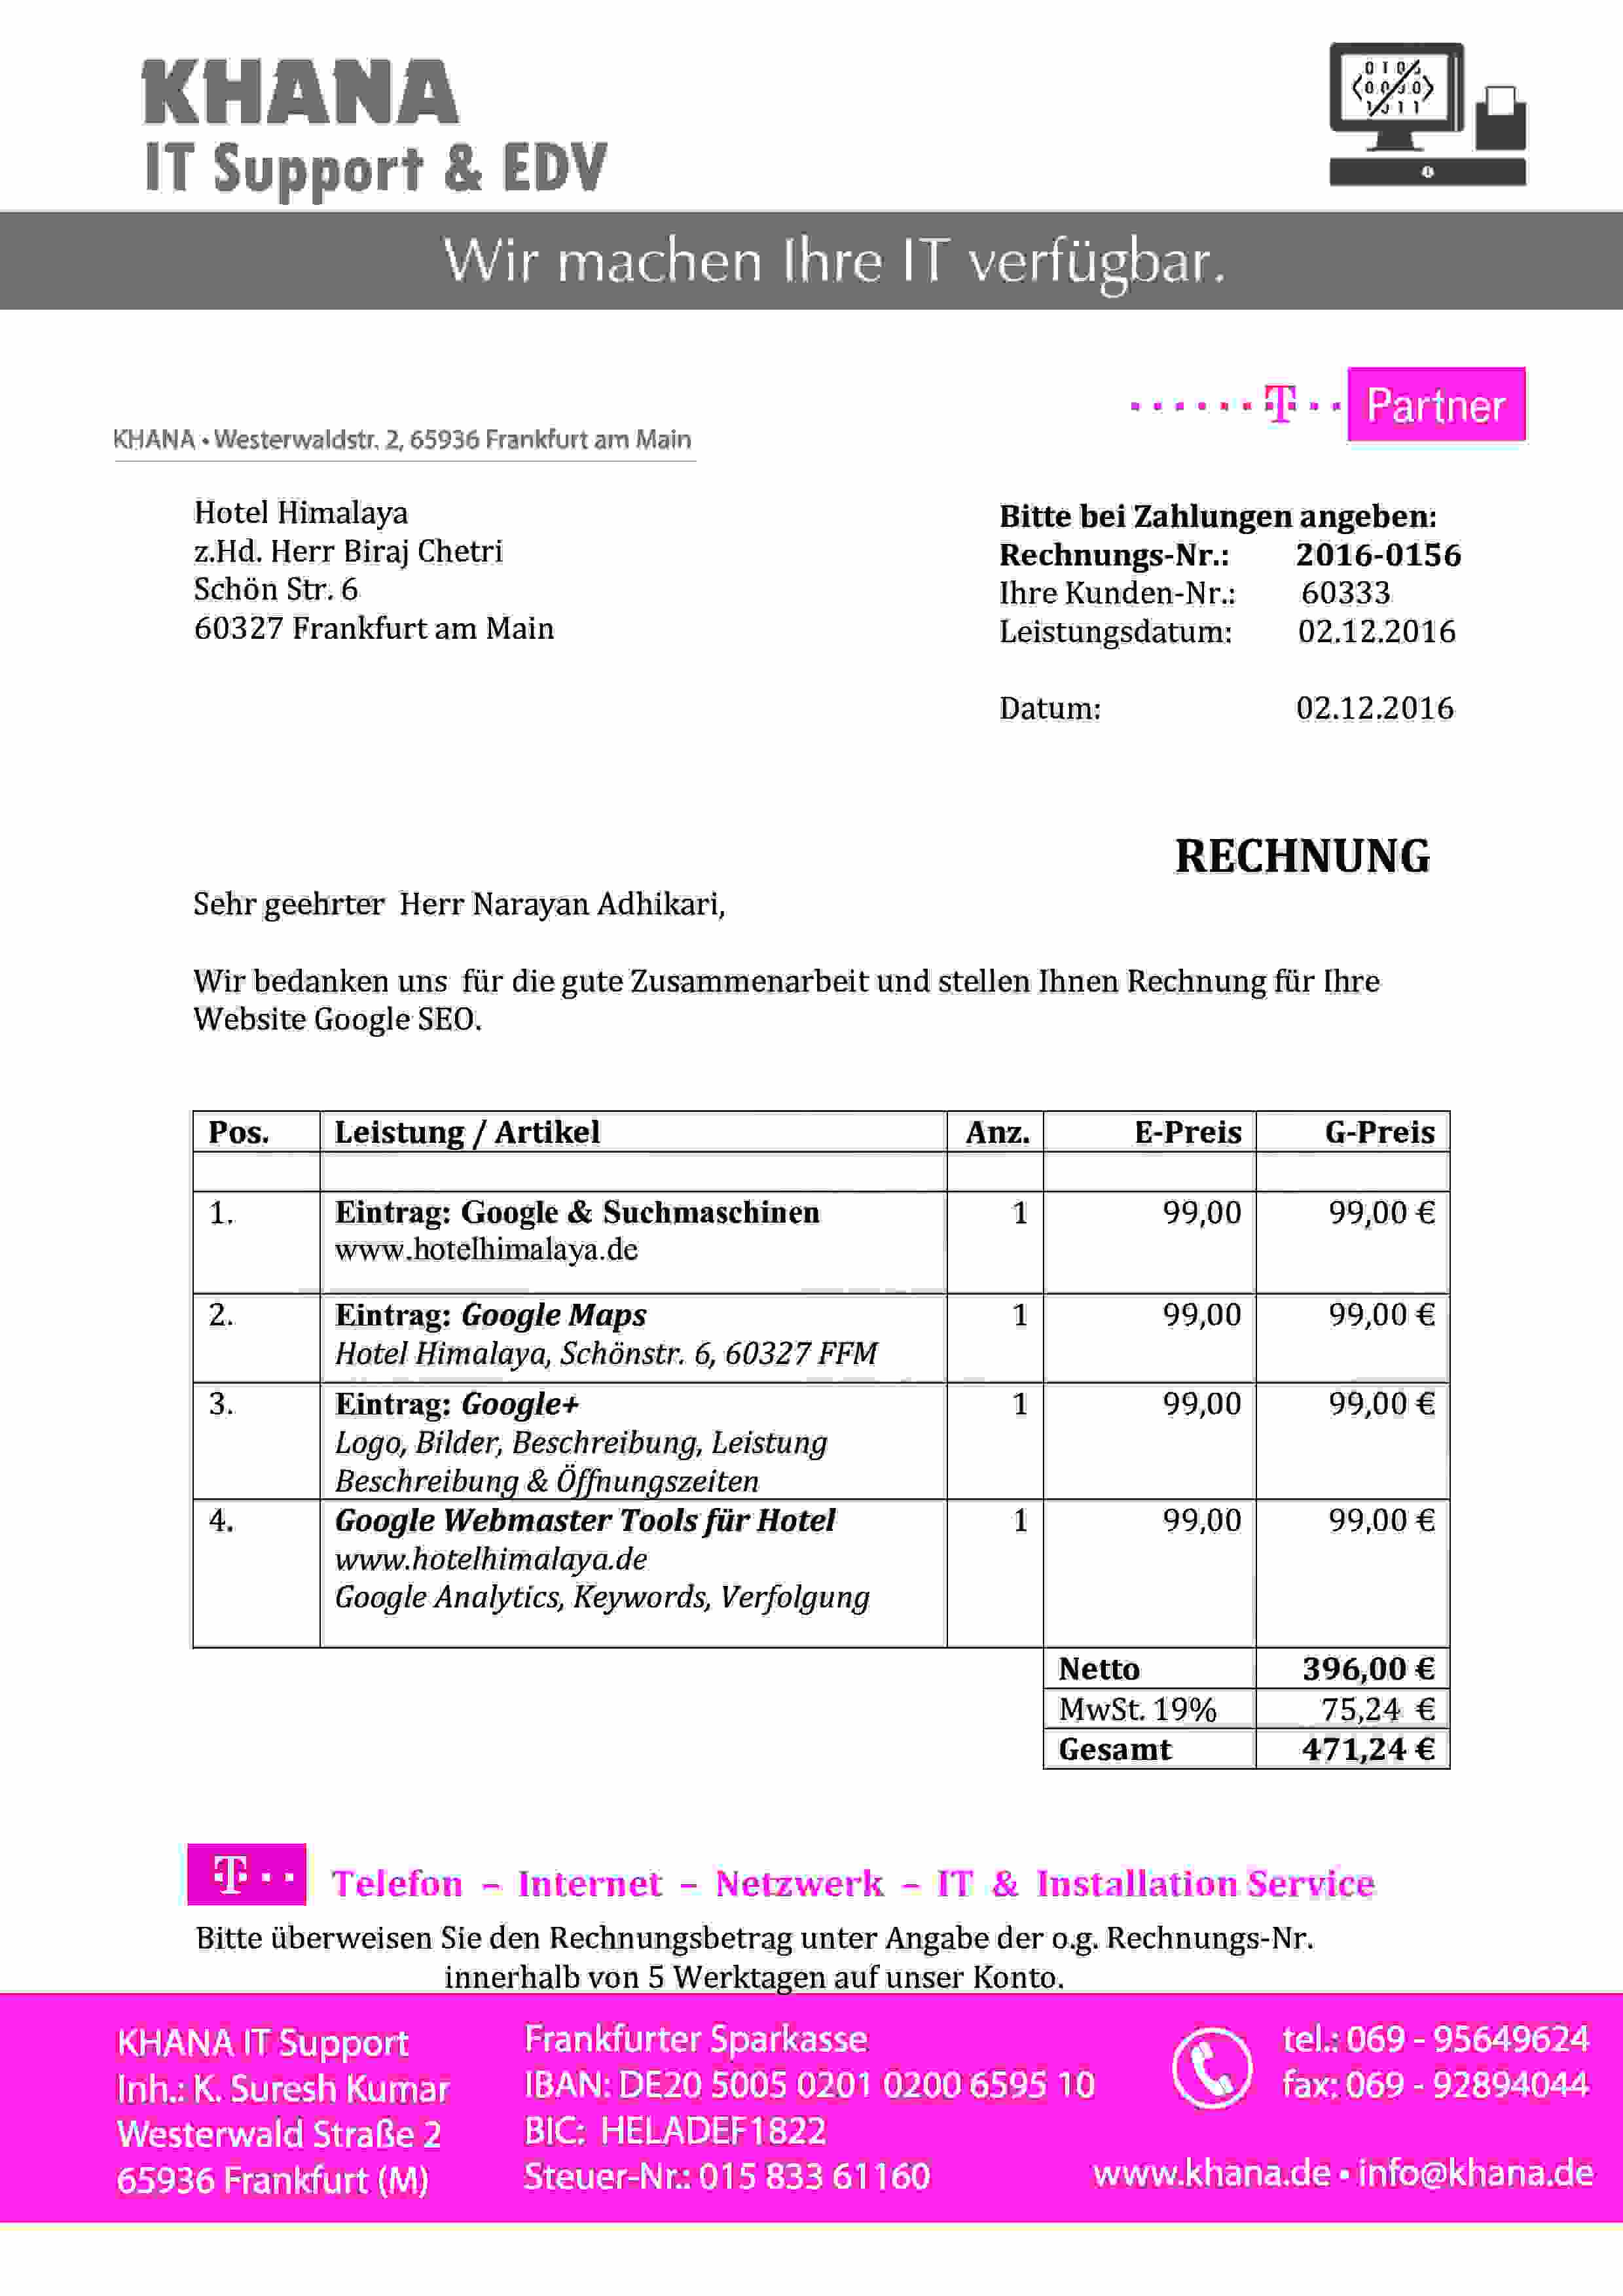 KHANA
IT Support & EDV
Wir machen Ihre IT verfügbar.
T Partner
KHANA • Westerwaldstr. 2, 65936 Frankfurt am Main
Hotel Himalaya
z.Hd. Herr Biraj Chetri
Schön Str. 6
60327 Frankfurt am Main
Bitte bei Zahlungen angeben:
Rechnungs-Nr.: 2016-0156
Ihre Kunden-Nr.: 60333
Leistungsdatum: 02.12.2016
Datum: 02.12.2016
RECHNUNG
Sehr geehrter Herr Narayan Adhikari,
Wir bedanken uns für die gute Zusammenarbeit und stellen Ihnen Rechnung für Ihre
Website Google SEO.
Pos. Leistung / Artikel Anz. E-Preis G-Preis
1. Eintrag: Google & Suchmaschinen 1 99,00 99,00 €
www.hotelhimalaya.de
2. Eintrag: Google Maps 1 99,00 99,00 €
Hotel Himalaya, Schönstr. 6, 60327 FFM
3. Eintrag: Google+ 1 99,00 99,00 €
Logo, Bilder, Beschreibung, Leistung
Beschreibung & Öffnungszeiten
4. Google Webmaster Tools für Hotel 1 99,00 99,00 €
www.hotelhimalaya.de
Google Analytics, Keywords, Verfolgung
Netto 396,00 €
MwSt. 19% 75,24 €
Gesamt 471,24 €
T Telefon – Internet – Netzwerk – IT & Installation Service
Bitte überweisen Sie den Rechnungsbetrag unter Angabe der o.g. Rechnungs-Nr.
innerhalb von 5 Werktagen auf unser Konto.
KHANA IT Support
Inh.: K. Suresh Kumar
Westerwald Straße 2
65936 Frankfurt (M)
Frankfurter Sparkasse
IBAN: DE20 5005 0201 0200 6595 10
BIC: HELADEF1822
Steuer-Nr.: 015 833 61160
tel.: 069 - 95649624
fax: 069 - 92894044
www.khana.de • info@khana.de